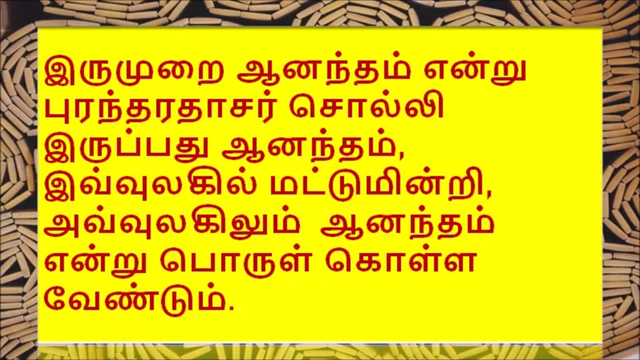 இருமுறை ஆனந்தம் என்று
புரந்தரதாசர் சொல்லி
இருப்பது ஆனந்தம்,
இவ்வுலகில் மட்டுமின்றி,
அவ்வுலகிலும் ஆனந்தம்
என்று பொருள் கொள்ள
வேண்டும்.